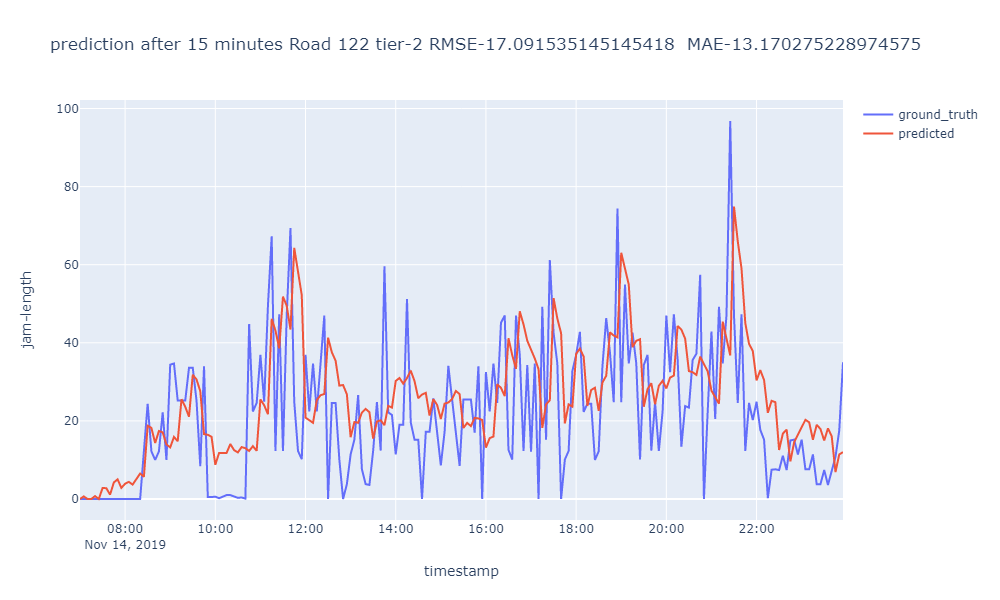 prediction after 15 minutes Road 122 tier-2 RMSE-17.091535145145418 MAE-13.170275228974575
ground_truth
predicted
jam-length
100
80
60
40
20
0
08:00 10:00 12:00 14:00 16:00 18:00 20:00 22:00
Nov 14, 2019
timestamp